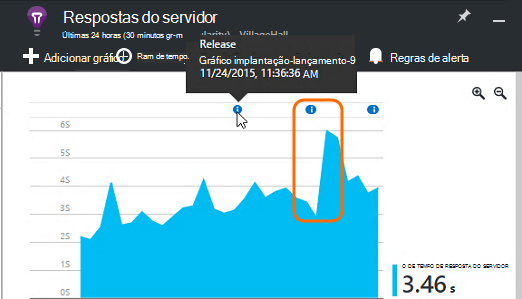 Respostas do servidor
Últimas 24 horas (30 minutos gr-m ularity) - VillageHall
Adicionar gráfico
Ram de tempo.
Regras de alerta
Release
Gráfico implantação-lançamento-9
11/24/2015, 11:36:36 AM
6S
5S
4S
3S
2S
1S
0S
O DE TEMPO DE RESPOSTA DO SERVIDOR
3.46 s